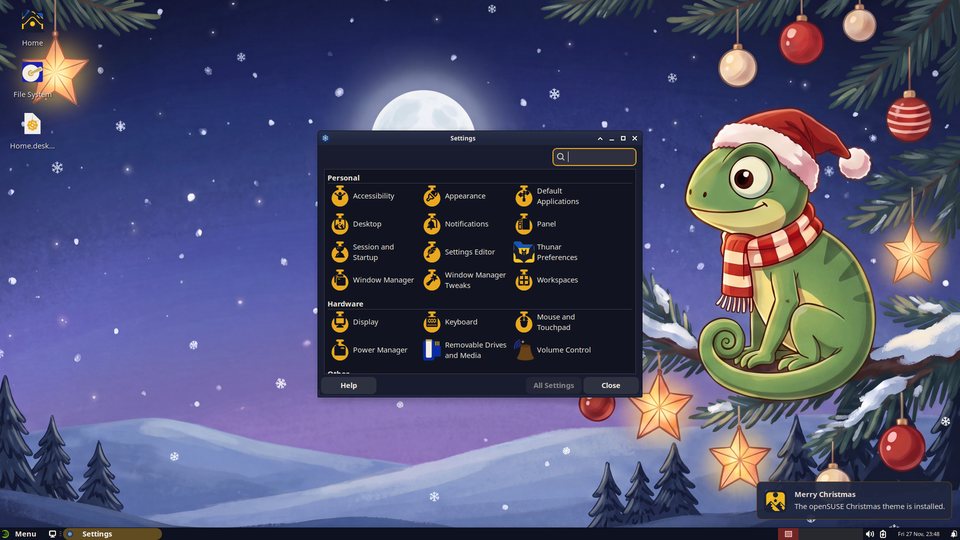 Home
File System
Home.desk...
Settings
Personal
Accessibility
Appearance
Default
Applications
Desktop
Notifications
Panel
Session and
Startup
Settings Editor
Thunar
Preferences
Window Manager
Window Manager
Tweaks
Workspaces
Hardware
Display
Keyboard
Mouse and
Touchpad
Power Manager
Removable Drives
and Media
Volume Control
Other
Help
All Settings
Close
Merry Christmas
The openSUSE Christmas theme is installed.
Menu
Settings
Fri 27 Nov, 23:48